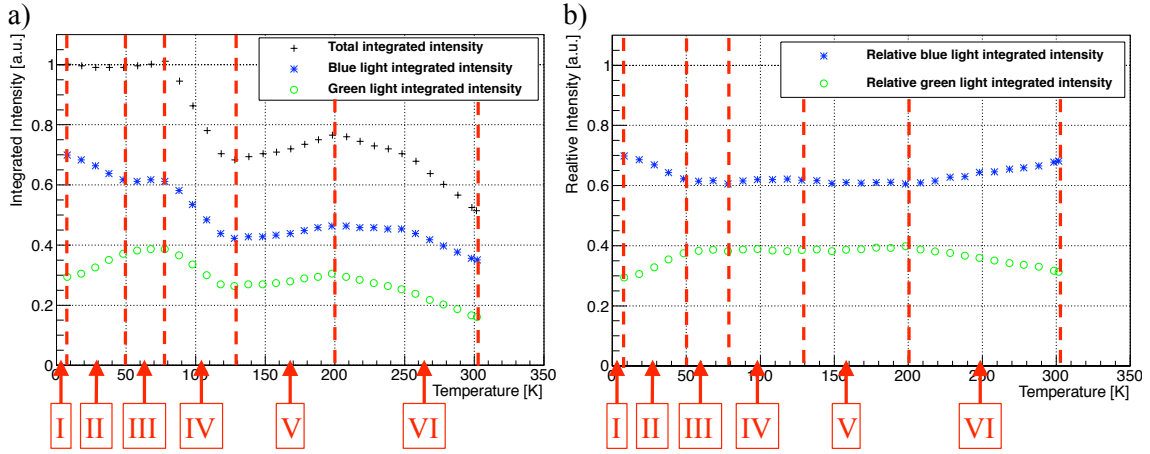 a)
Integrated Intensity [a.u.]
1
0.8
0.6
0.4
0.2
0
Total integrated intensity
Blue light integrated intensity
Green light integrated intensity
0 50 100 150 200 250 300 350
Temperature [K]
I II III IV V VI
b)
Realtive Intensity [a.u.]
1
0.8
0.6
0.4
0.2
0
Relative blue light integrated intensity
Relative green light integrated intensity
0 50 100 150 200 250 300 350
Temperature [K]
I II III IV V VI